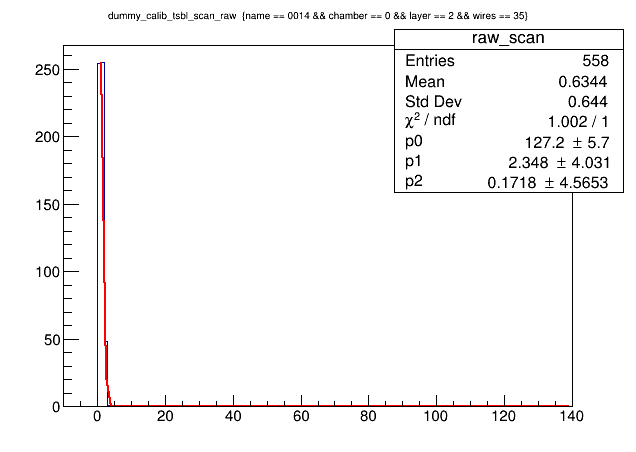 dummy_calib_tsbl_scan_raw {name == 0014 && chamber == 0 && layer == 2 && wires == 35}
raw_scan
Entries 558
Mean 0.6344
Std Dev 0.644
χ² / ndf 1.002 / 1
p0 127.2 ± 5.7
p1 2.348 ± 4.031
p2 0.1718 ± 4.5653
250
200
150
100
50
0
0 20 40 60 80 100 120 140